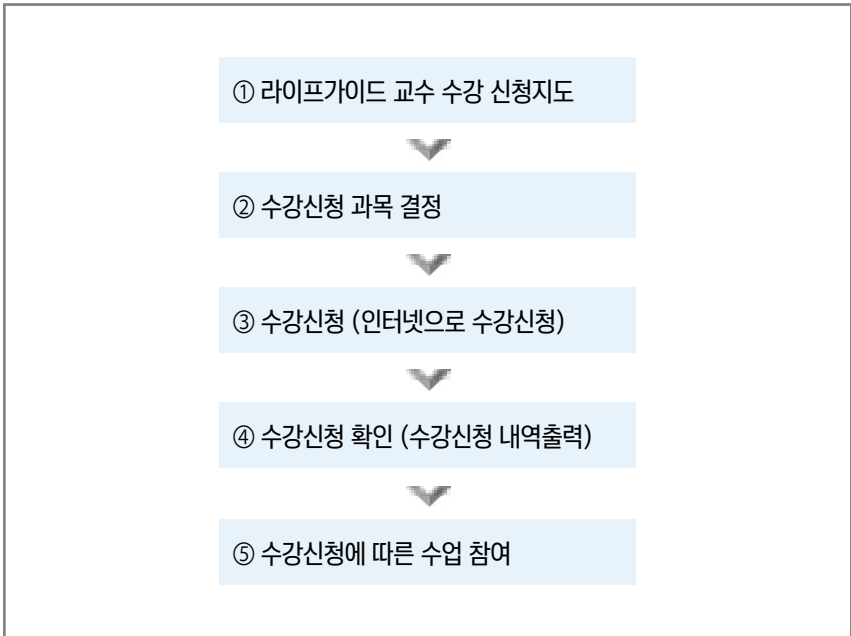 ① 라이프가이드 교수 수강 신청지도
② 수강신청 과목 결정
③ 수강신청 (인터넷으로 수강신청)
④ 수강신청 확인 (수강신청 내역출력)
⑤ 수강신청에 따른 수업 참여